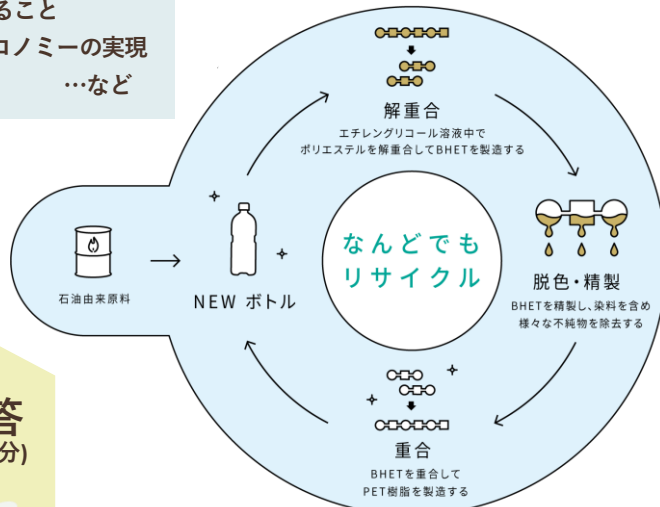 ること
コノミーの実現
…など
解重合
エチレングリコール溶液中で
ポリエステルを解重合してBHETを製造する
なんどでも
リサイクル
石油由来原料
NEW ボトル
脱色・精製
BHETを精製し、染料を含め
様々な不純物を除去する
重合
BHETを重合して
PET樹脂を製造する
答
分)